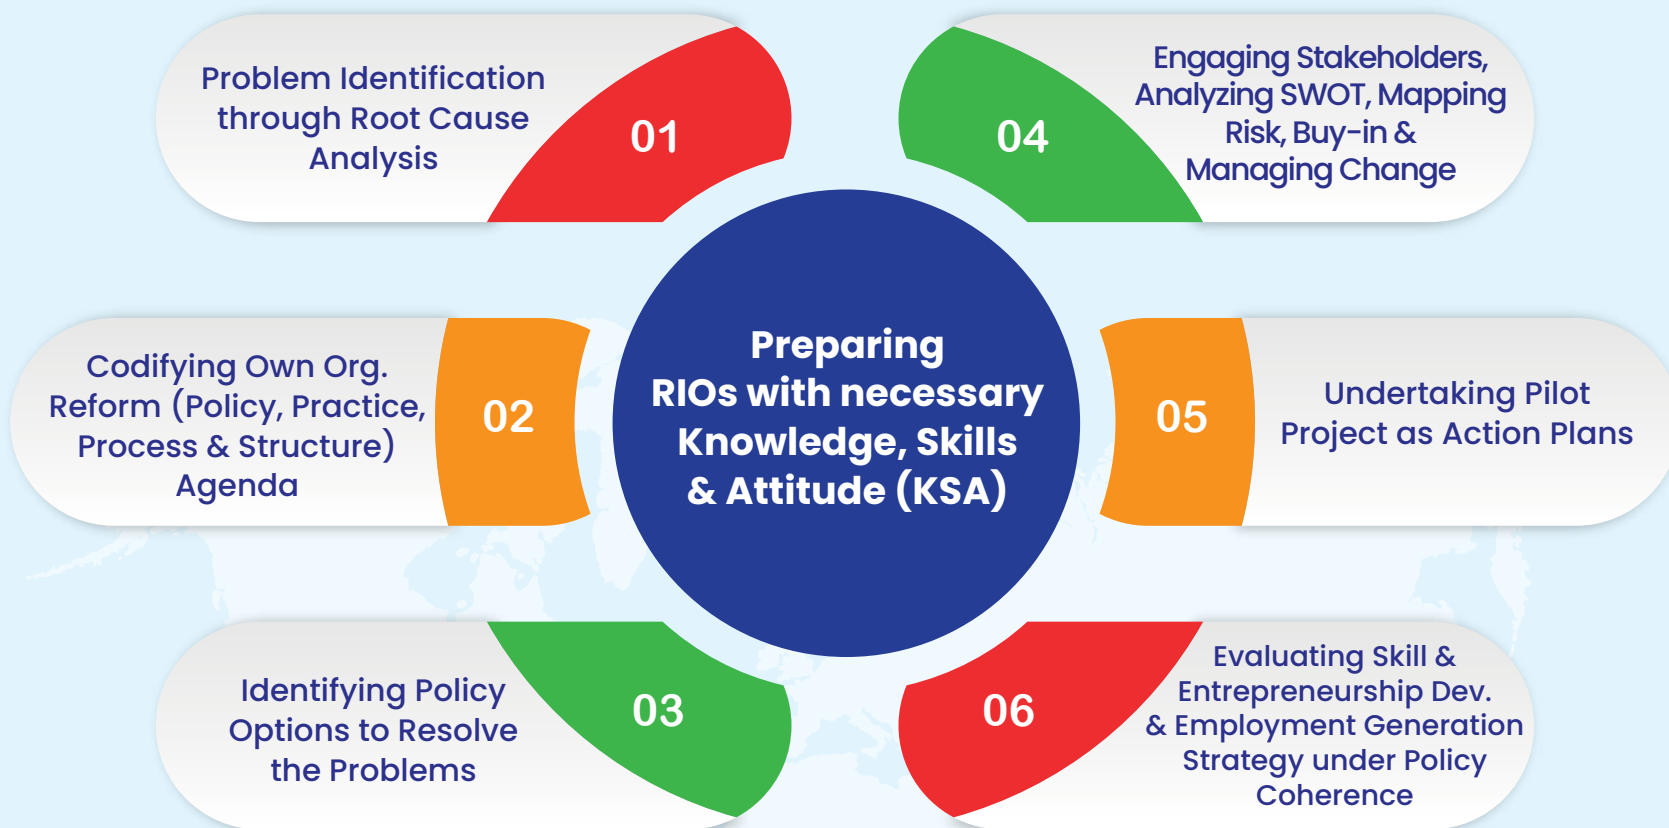 01
Problem Identification
through Root Cause
Analysis
02
Codifying Own Org.
Reform (Policy, Practice,
Process & Structure)
Agenda
03
Identifying Policy
Options to Resolve
the Problems
Preparing
RIOs with necessary
Knowledge, Skills
& Attitude (KSA)
04
Engaging Stakeholders,
Analyzing SWOT, Mapping
Risk, Buy-in &
Managing Change
05
Undertaking Pilot
Project as Action Plans
06
Evaluating Skill &
Entrepreneurship Dev.
& Employment Generation
Strategy under Policy
Coherence